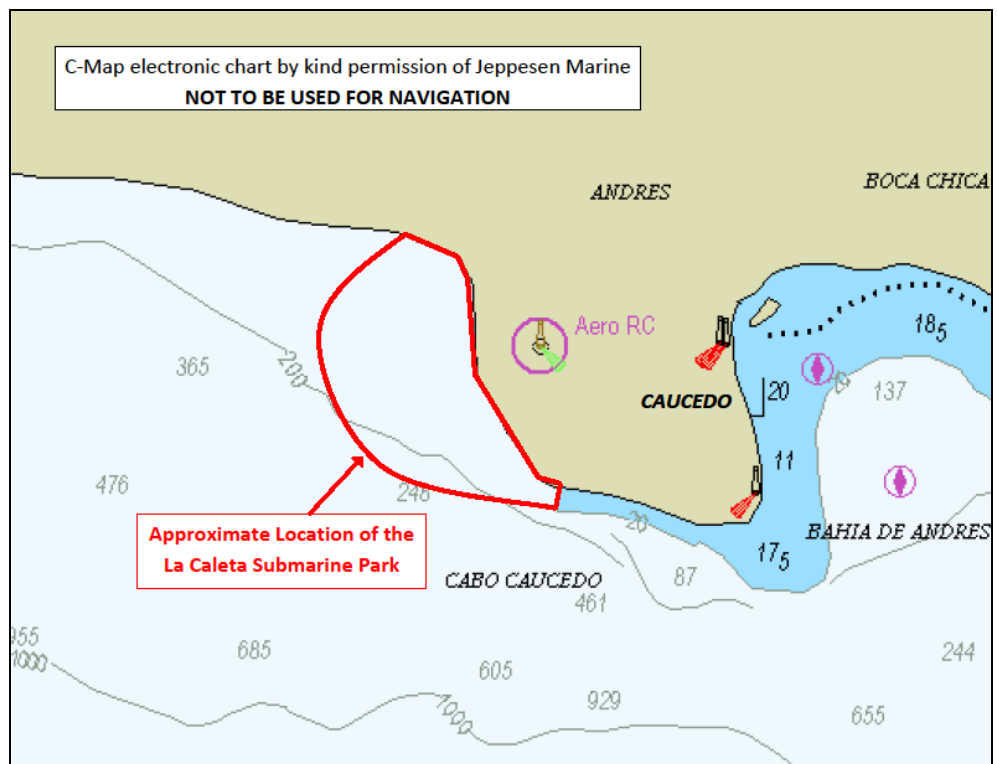 C-Map electronic chart by kind permission of Jeppesen Marine
NOT TO BE USED FOR NAVIGATION
ANDRES
BOCA CHICA
Aero RC
18₅
200
365
CAUCEDO
20
20
137
11
476
248
Approximate Location of the
La Caleta Submarine Park
20
BAHIA DE ANDRES
17₅
CABO CAUCEDO
87
461
955
1000
685
244
605
929
1000
655